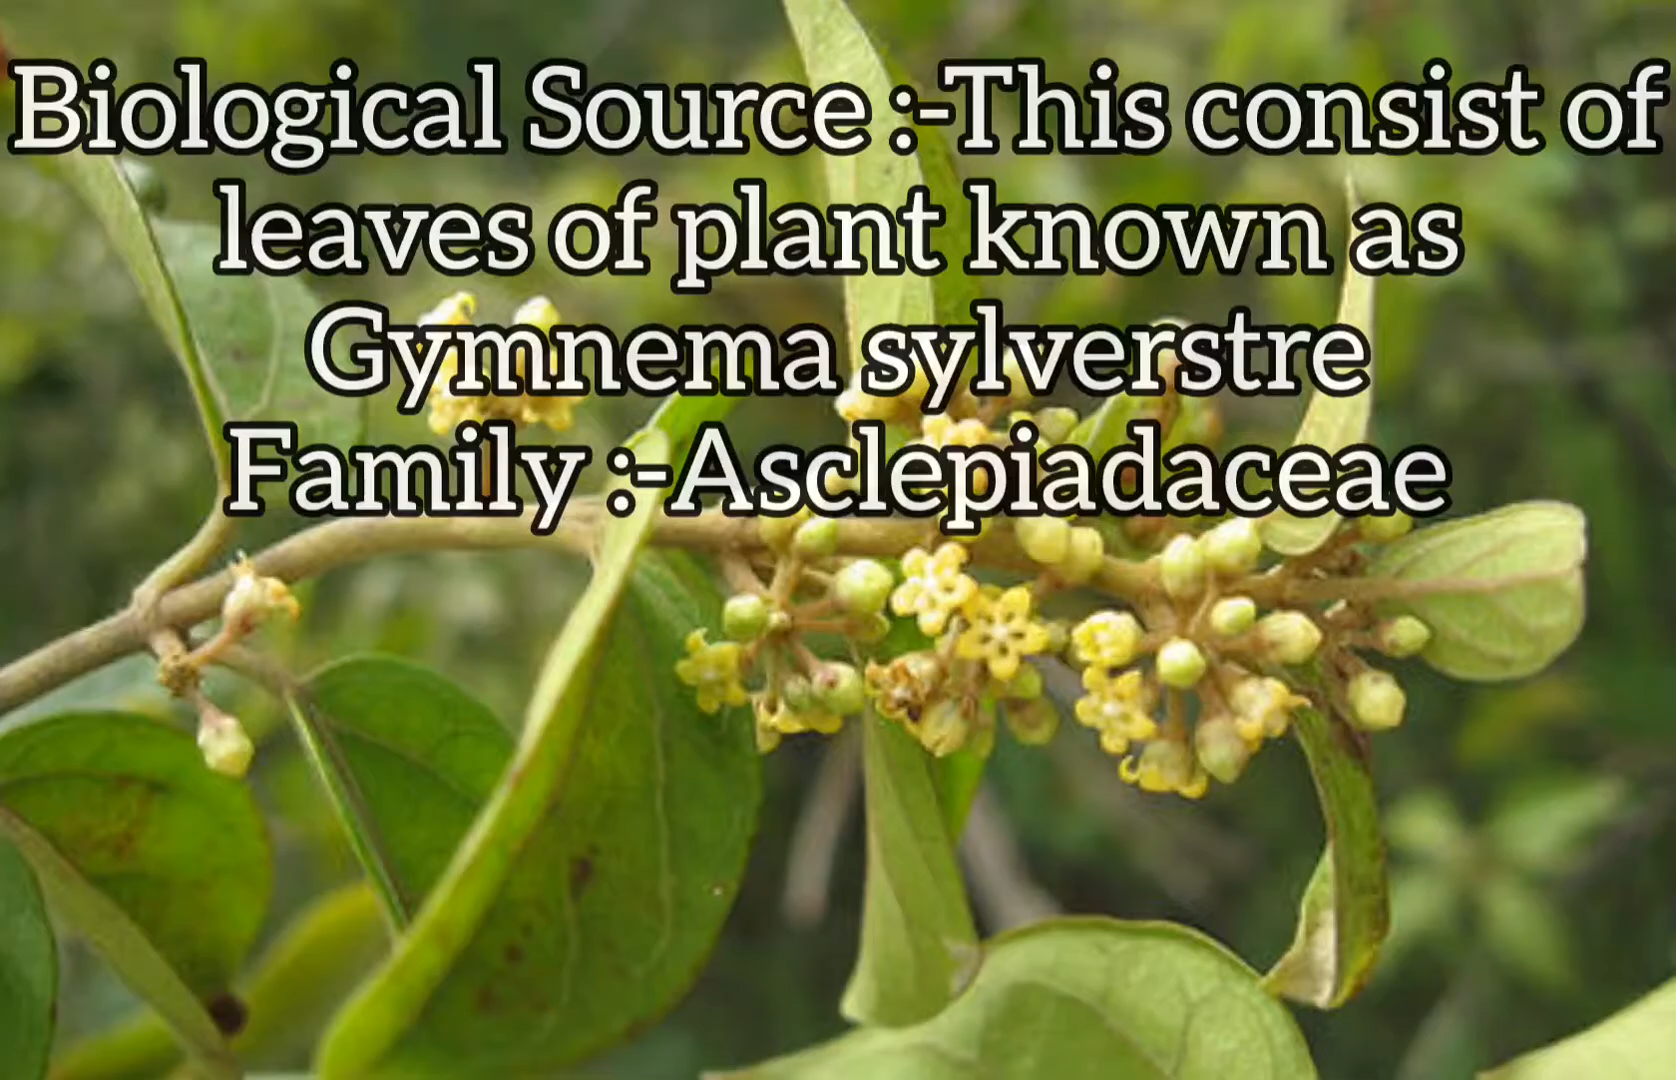 Biological Source :-This consist of
leaves of plant known as
Gymnema sylverstre
Family :-Asclepiadaceae